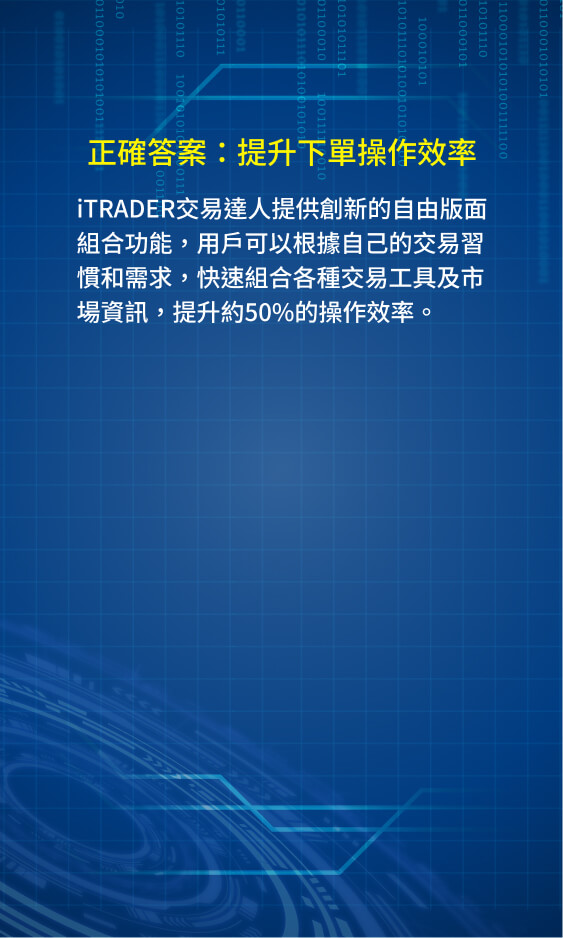 正確答案：提升下單操作效率
iTRADER交易達人提供創新的自由版面
組合功能，用戶可以根據自己的交易習
慣和需求，快速組合各種交易工具及市
場資訊，提升約50%的操作效率。